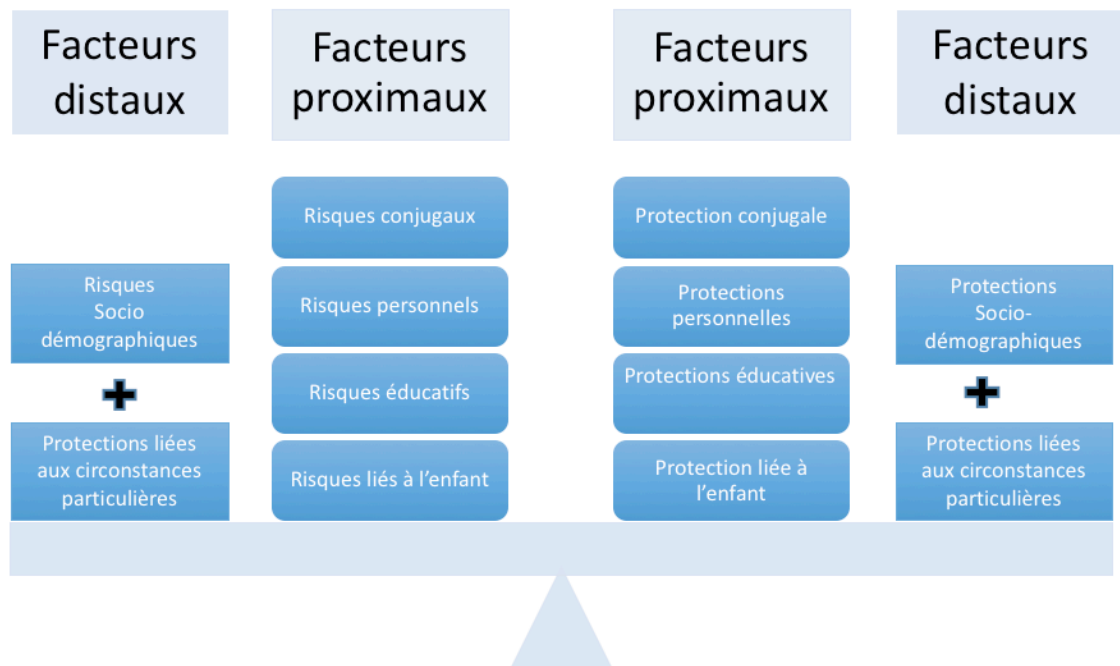 Facteurs
distaux
Risques
Socio
démographiques
Protections liées
aux circonstances
particulières
Facteurs
proximaux
Risques conjugaux
Risques personnels
Risques éducatifs
Risques liés à l’enfant
Facteurs
proximaux
Protection conjugale
Protections
personnelles
Protections éducatives
Protection liée à
l’enfant
Facteurs
distaux
Protections
Socio-
démographiques
Protections liées
aux circonstances
particulières